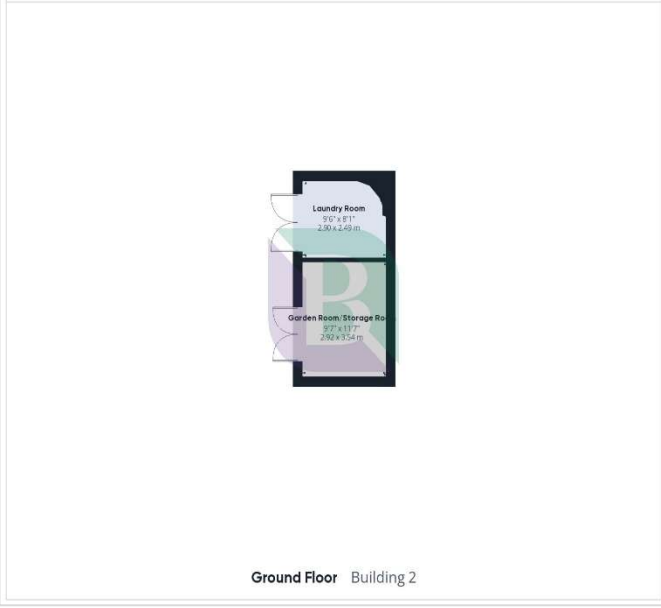 Laundry Room
9'6" x 8'1"
2.90 x 2.49 m
B
Garden Room/Storage Ro
9'7" x 11'7"
2.92 x 3.54 m
Ground Floor Building 2